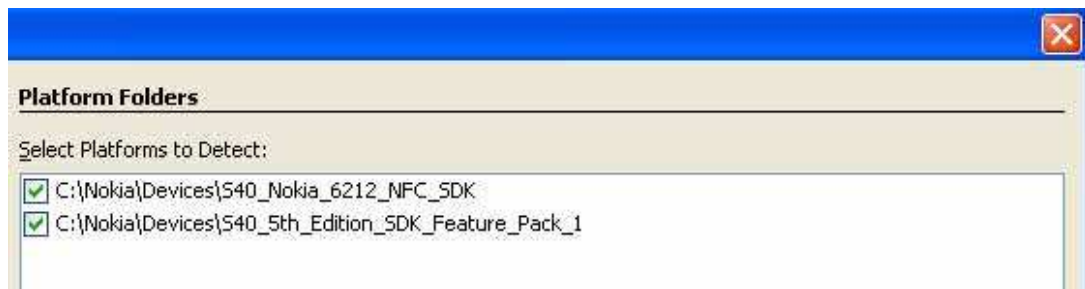 Platform Folders
Select Platforms to Detect:
C:\Nokia\Devices\S40_Nokia_6212_NFC_SDK
C:\Nokia\Devices\S40_5th_Edition_SDK_Feature_Pack_1